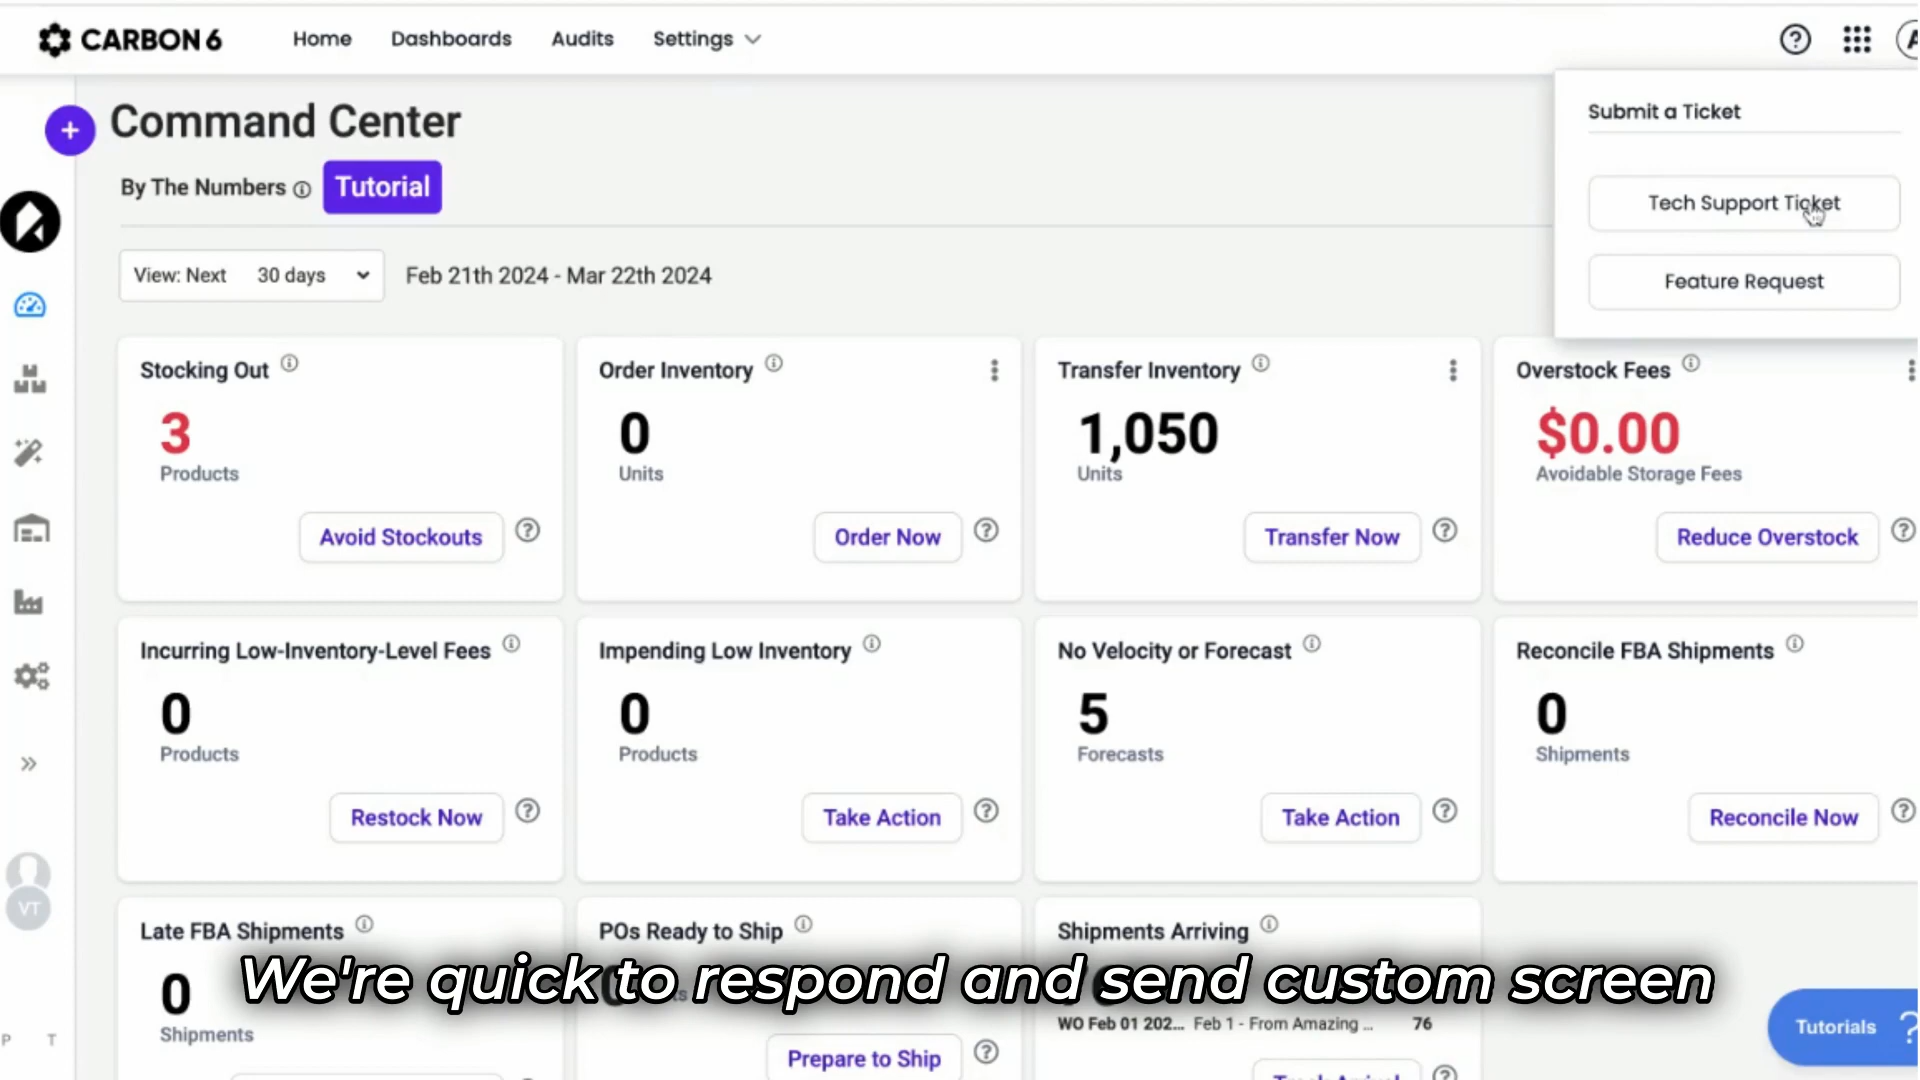 CARBON6
Home
Dashboards
Audits
Settings
Submit a Ticket
Tech Support Ticket
Feature Request
+
Command Center
By The Numbers
Tutorial
View: Next 30 days
Feb 21th 2024 - Mar 22th 2024
Stocking Out
3
Products
Avoid Stockouts
Order Inventory
0
Units
Order Now
Transfer Inventory
1,050
Units
Transfer Now
Overstock Fees
$0.00
Avoidable Storage Fees
Reduce Overstock
Incurring Low-Inventory-Level Fees
0
Products
Restock Now
Impending Low Inventory
0
Products
Take Action
No Velocity or Forecast
5
Forecasts
Take Action
Reconcile FBA Shipments
0
Shipments
Reconcile Now
VT
P T
Late FBA Shipments
0
Shipments
POs Ready to Ship
Prepare to Ship
Shipments Arriving
WO Feb 01 202... Feb 1 - From Amazing ... 76
We're quick to respond and send custom screen
Tutorials ?